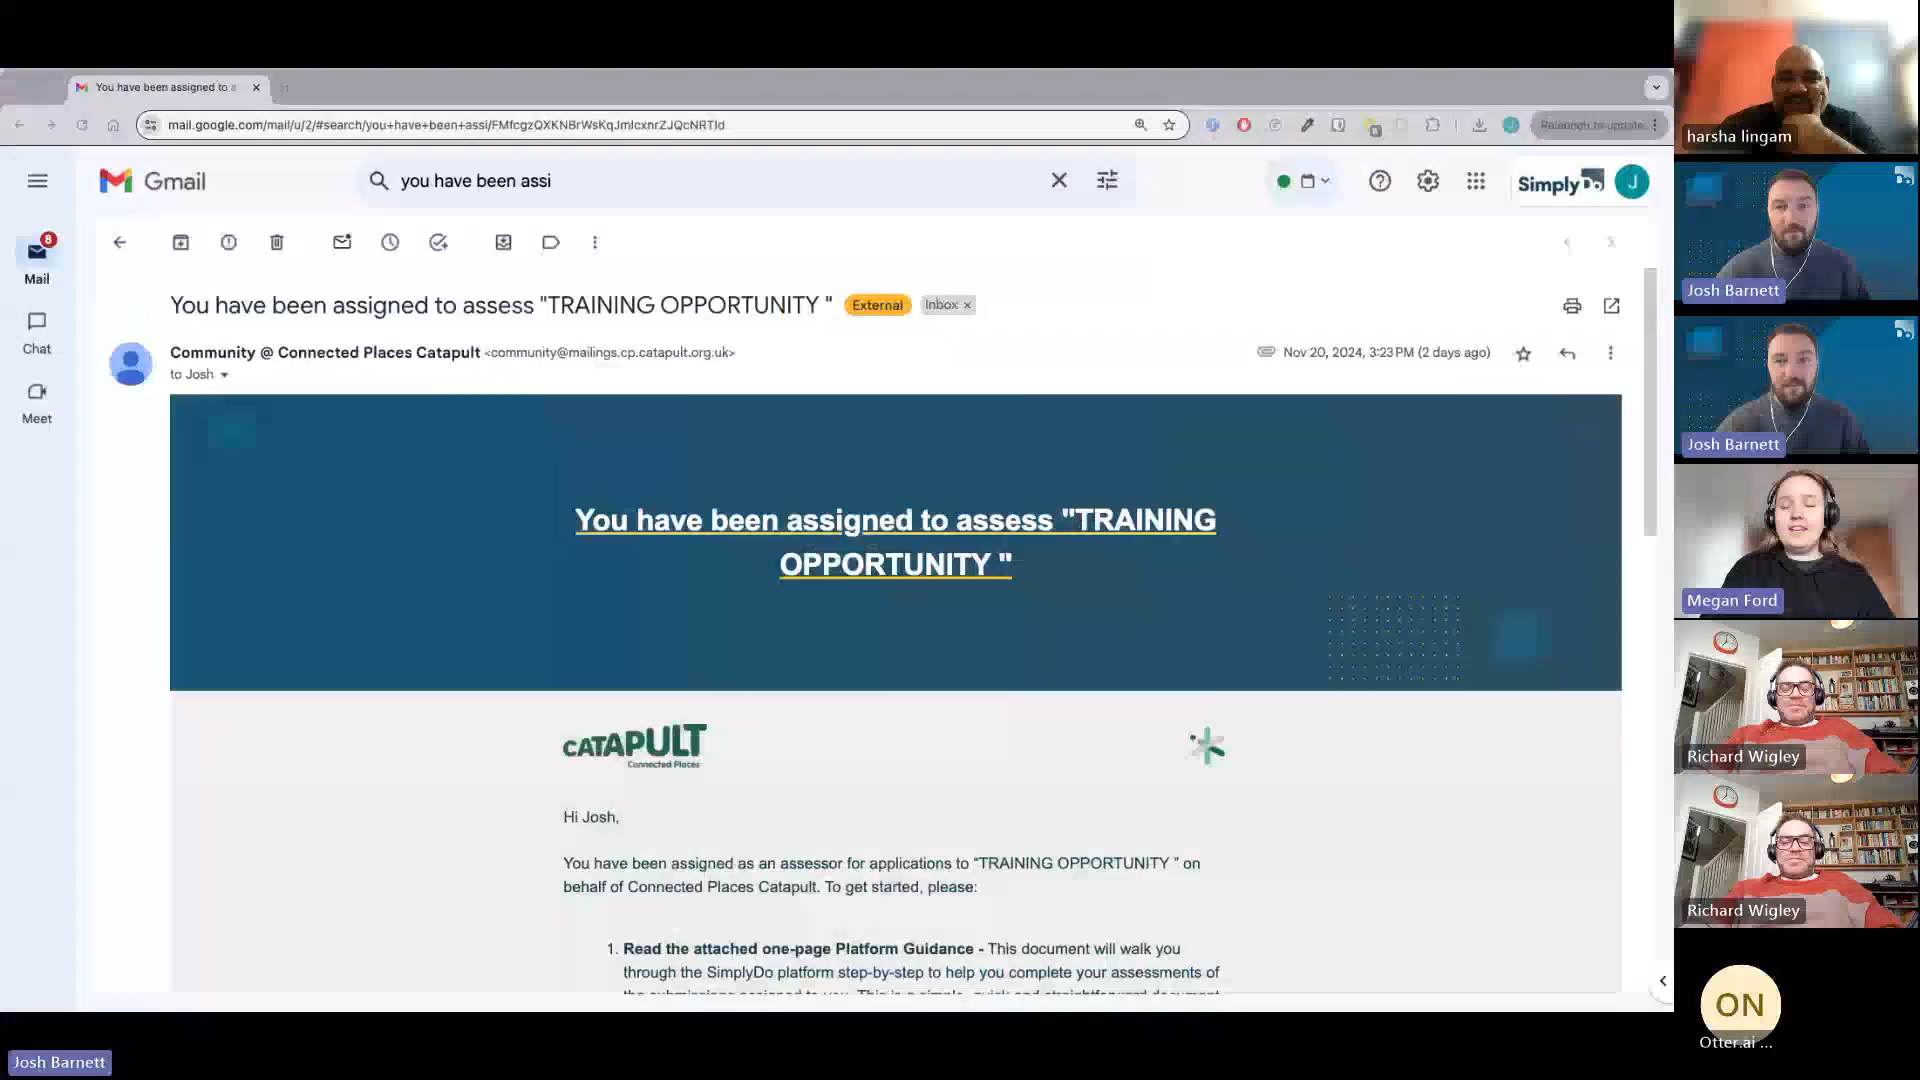 You have been assigned to a
mail.google.com/mail/u/2/#search/you+have+been+assi/FMfcgzQXKNBrWsKqJmlcxnrZJQcNRTld
Relaunch to update
Gmail
you have been assi
SimplyDo
J
8
Mail
Chat
Meet
You have been assigned to assess "TRAINING OPPORTUNITY "
External
Inbox ×
Community @ Connected Places Catapult <community@mailings.cp.catapult.org.uk>
Nov 20, 2024, 3:23 PM (2 days ago)
to Josh
You have been assigned to assess "TRAINING
OPPORTUNITY "
CATAPULT
Connected Places
Hi Josh,
You have been assigned as an assessor for applications to “TRAINING OPPORTUNITY ” on
behalf of Connected Places Catapult. To get started, please:
1. Read the attached one-page Platform Guidance - This document will walk you
through the SimplyDo platform step-by-step to help you complete your assessments of
harsha lingam
Josh Barnett
Josh Barnett
Megan Ford
Richard Wigley
Richard Wigley
ON
Otter.ai ...
Josh Barnett